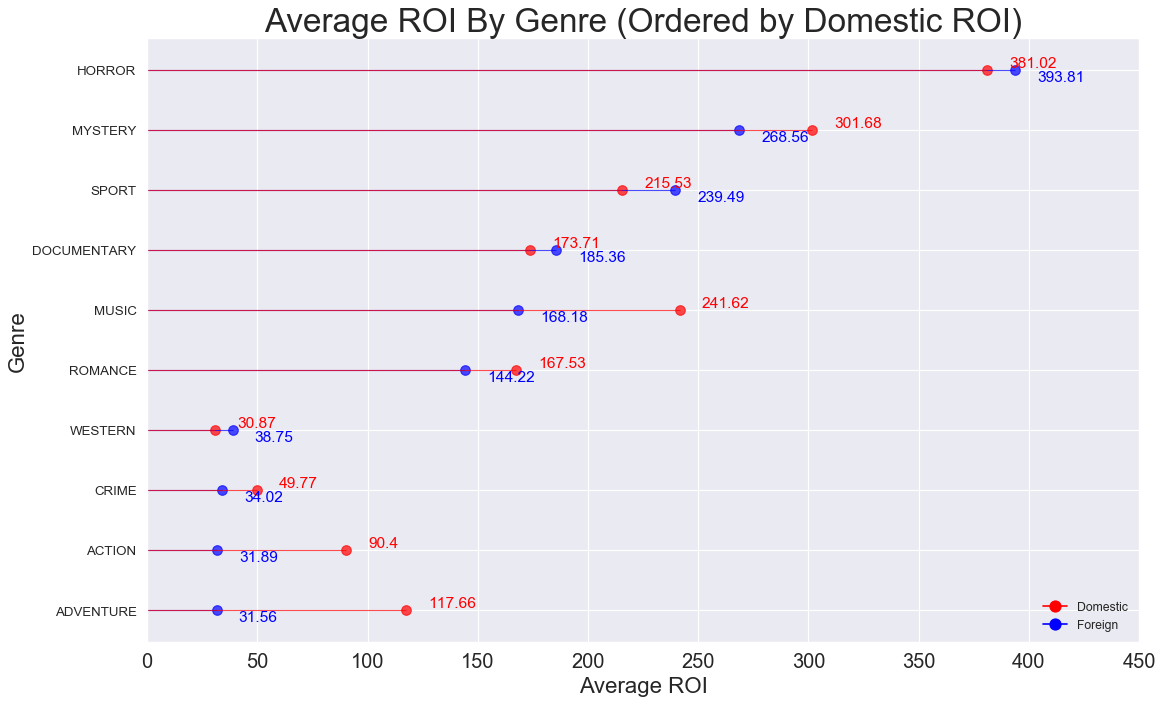 Average ROI By Genre (Ordered by Domestic ROI)
Genre
HORROR
381.02
393.81
MYSTERY
301.68
268.56
SPORT
215.53
239.49
DOCUMENTARY
173.71
185.36
MUSIC
241.62
168.18
ROMANCE
167.53
144.22
WESTERN
30.87
38.75
CRIME
49.77
34.02
ACTION
90.4
31.89
ADVENTURE
117.66
31.56
Domestic
Foreign
0 50 100 150 200 250 300 350 400 450
Average ROI